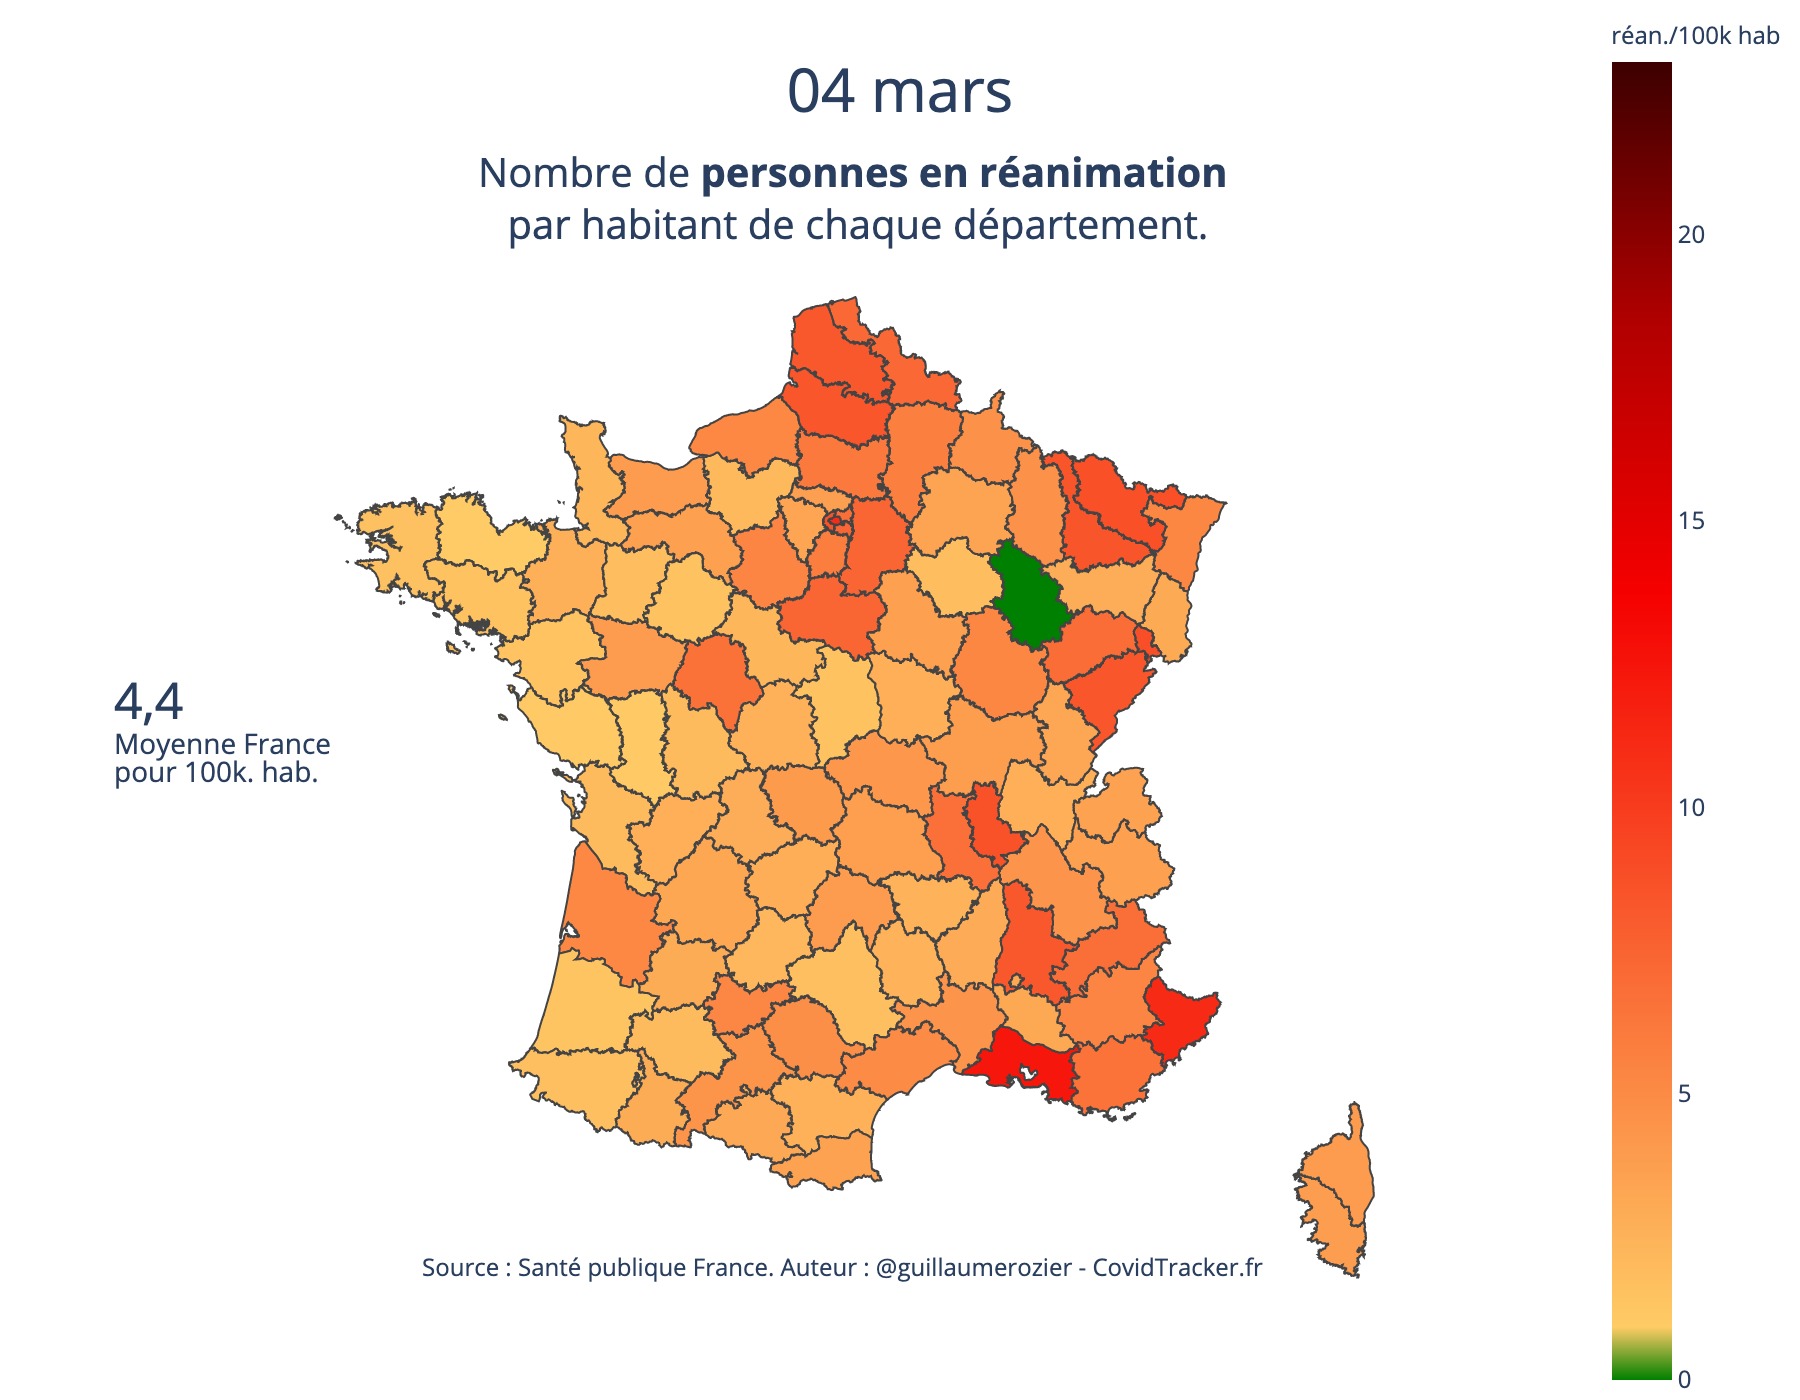 réan./100k hab
04 mars
Nombre de personnes en réanimation
par habitant de chaque département.
20
15
4,4
Moyenne France
pour 100k. hab.
10
5
Source : Santé publique France. Auteur : @guillaumerozier - CovidTracker.fr
0